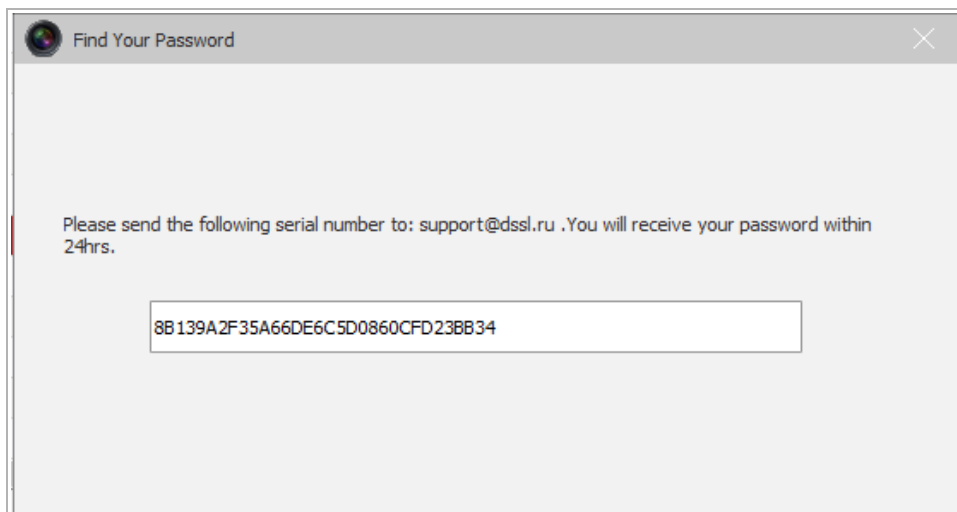 Find Your Password
Please send the following serial number to: support@dssl.ru .You will receive your password within
24hrs.
8B139A2F35A66DE6C5D0860CFD23BB34